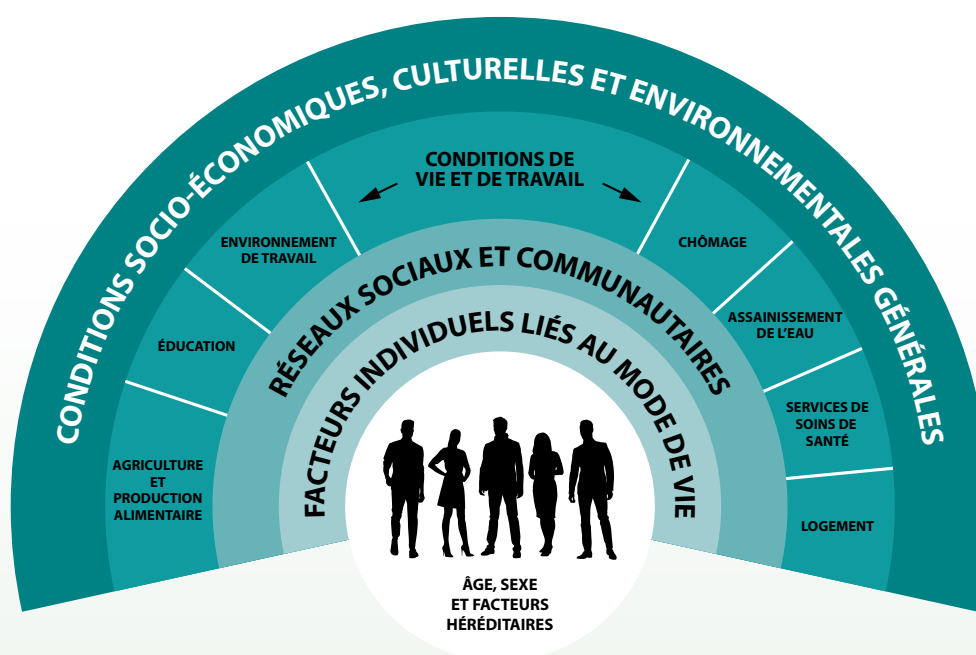 CONDITIONS SOCIO-ÉCONOMIQUES, CULTURELLES ET ENVIRONNEMENTALES GÉNÉRALES
CONDITIONS DE
VIE ET DE TRAVAIL
ENVIRONNEMENT
DE TRAVAIL
ÉDUCATION
AGRICULTURE
ET
PRODUCTION
ALIMENTAIRE
CHÔMAGE
ASSAINISSEMENT
DE L'EAU
SERVICES DE
SOINS DE
SANTÉ
LOGEMENT
RÉSEAUX SOCIAUX ET COMMUNAUTAIRES
FACTEURS INDIVIDUELS LIÉS AU MODE DE VIE
ÂGE, SEXE
ET FACTEURS
HÉRÉDITAIRES